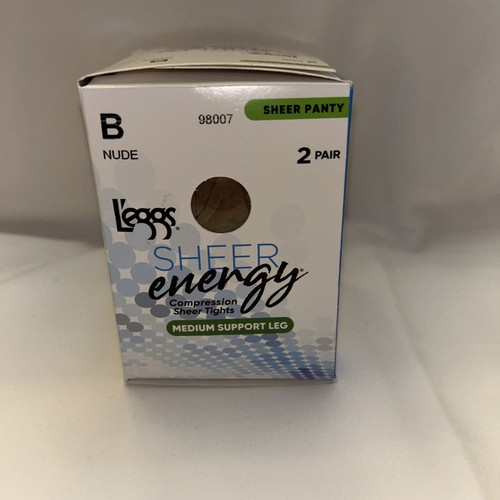 SHEER PANTY
B
98007
NUDE
2 PAIR
L'eggs®
SHEER
energy®
Compression
Sheer Tights
MEDIUM SUPPORT LEG